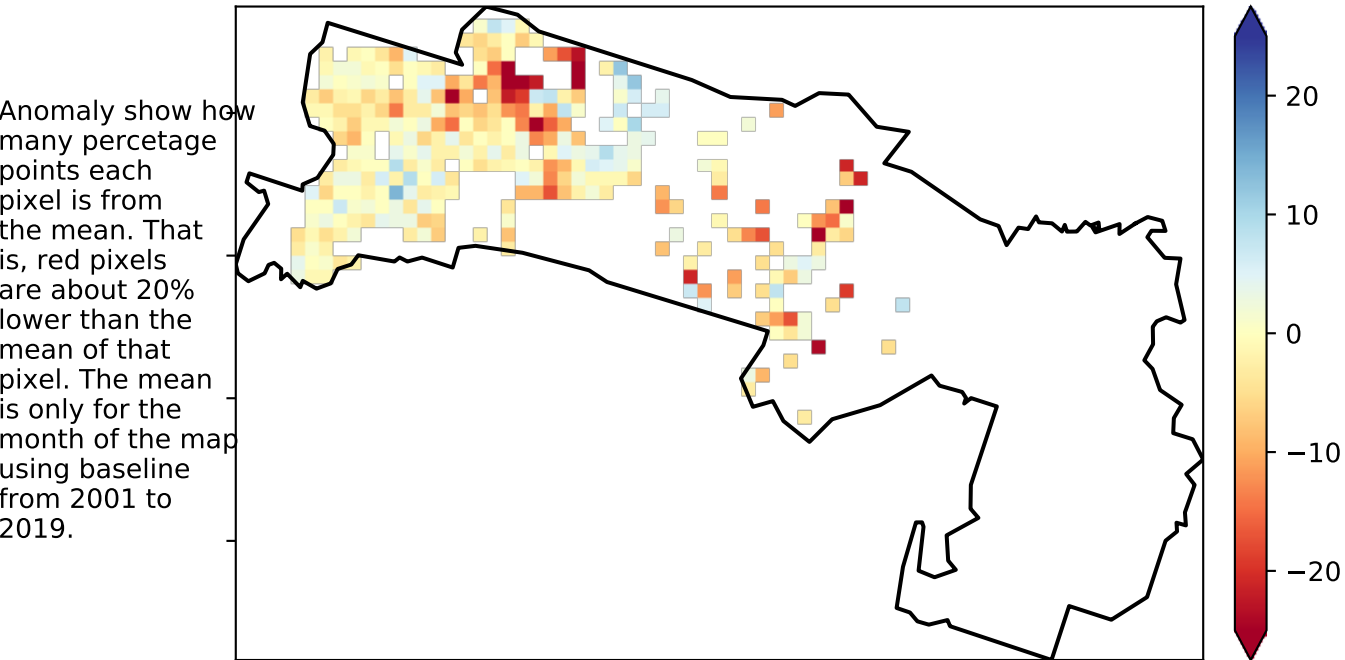 Anomaly show how
many percetage
points each
pixel is from
the mean. That
is, red pixels
are about 20%
lower than the
mean of that
pixel. The mean
is only for the
month of the map
using baseline
from 2001 to
2019.
20
10
0
−10
−20